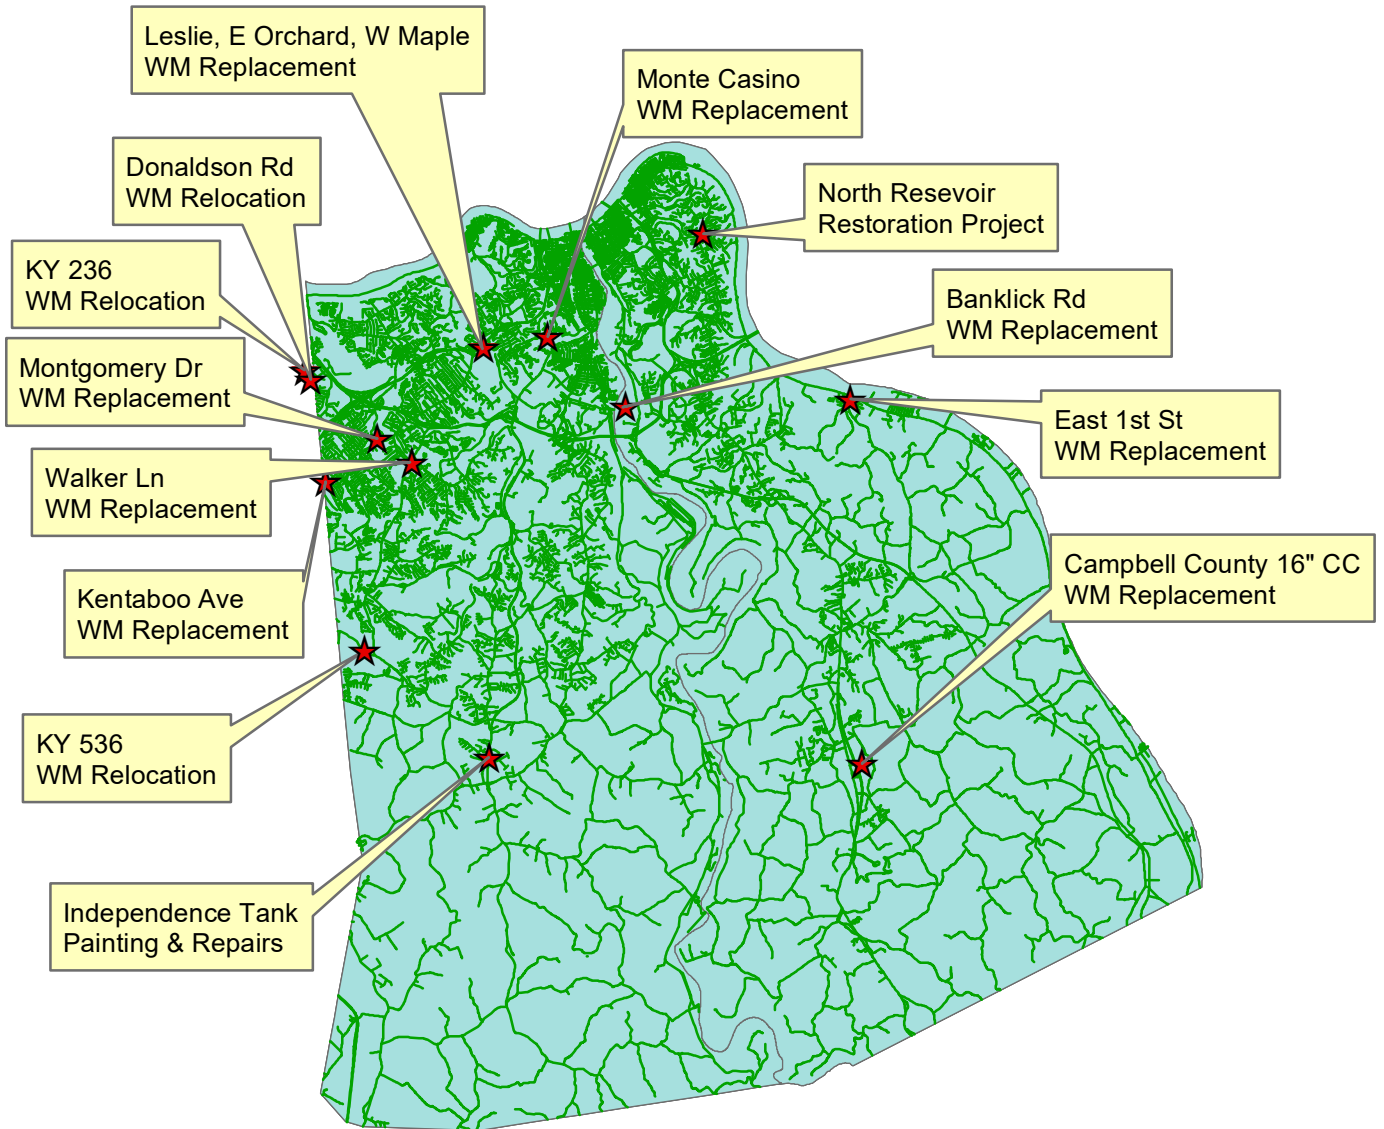 Leslie, E Orchard, W Maple
WM Replacement
Monte Casino
WM Replacement
Donaldson Rd
WM Relocation
North Resevoir
Restoration Project
KY 236
WM Relocation
Banklick Rd
WM Replacement
Montgomery Dr
WM Replacement
East 1st St
WM Replacement
Walker Ln
WM Replacement
Campbell County 16" CC
WM Replacement
Kentaboo Ave
WM Replacement
KY 536
WM Relocation
Independence Tank
Painting & Repairs